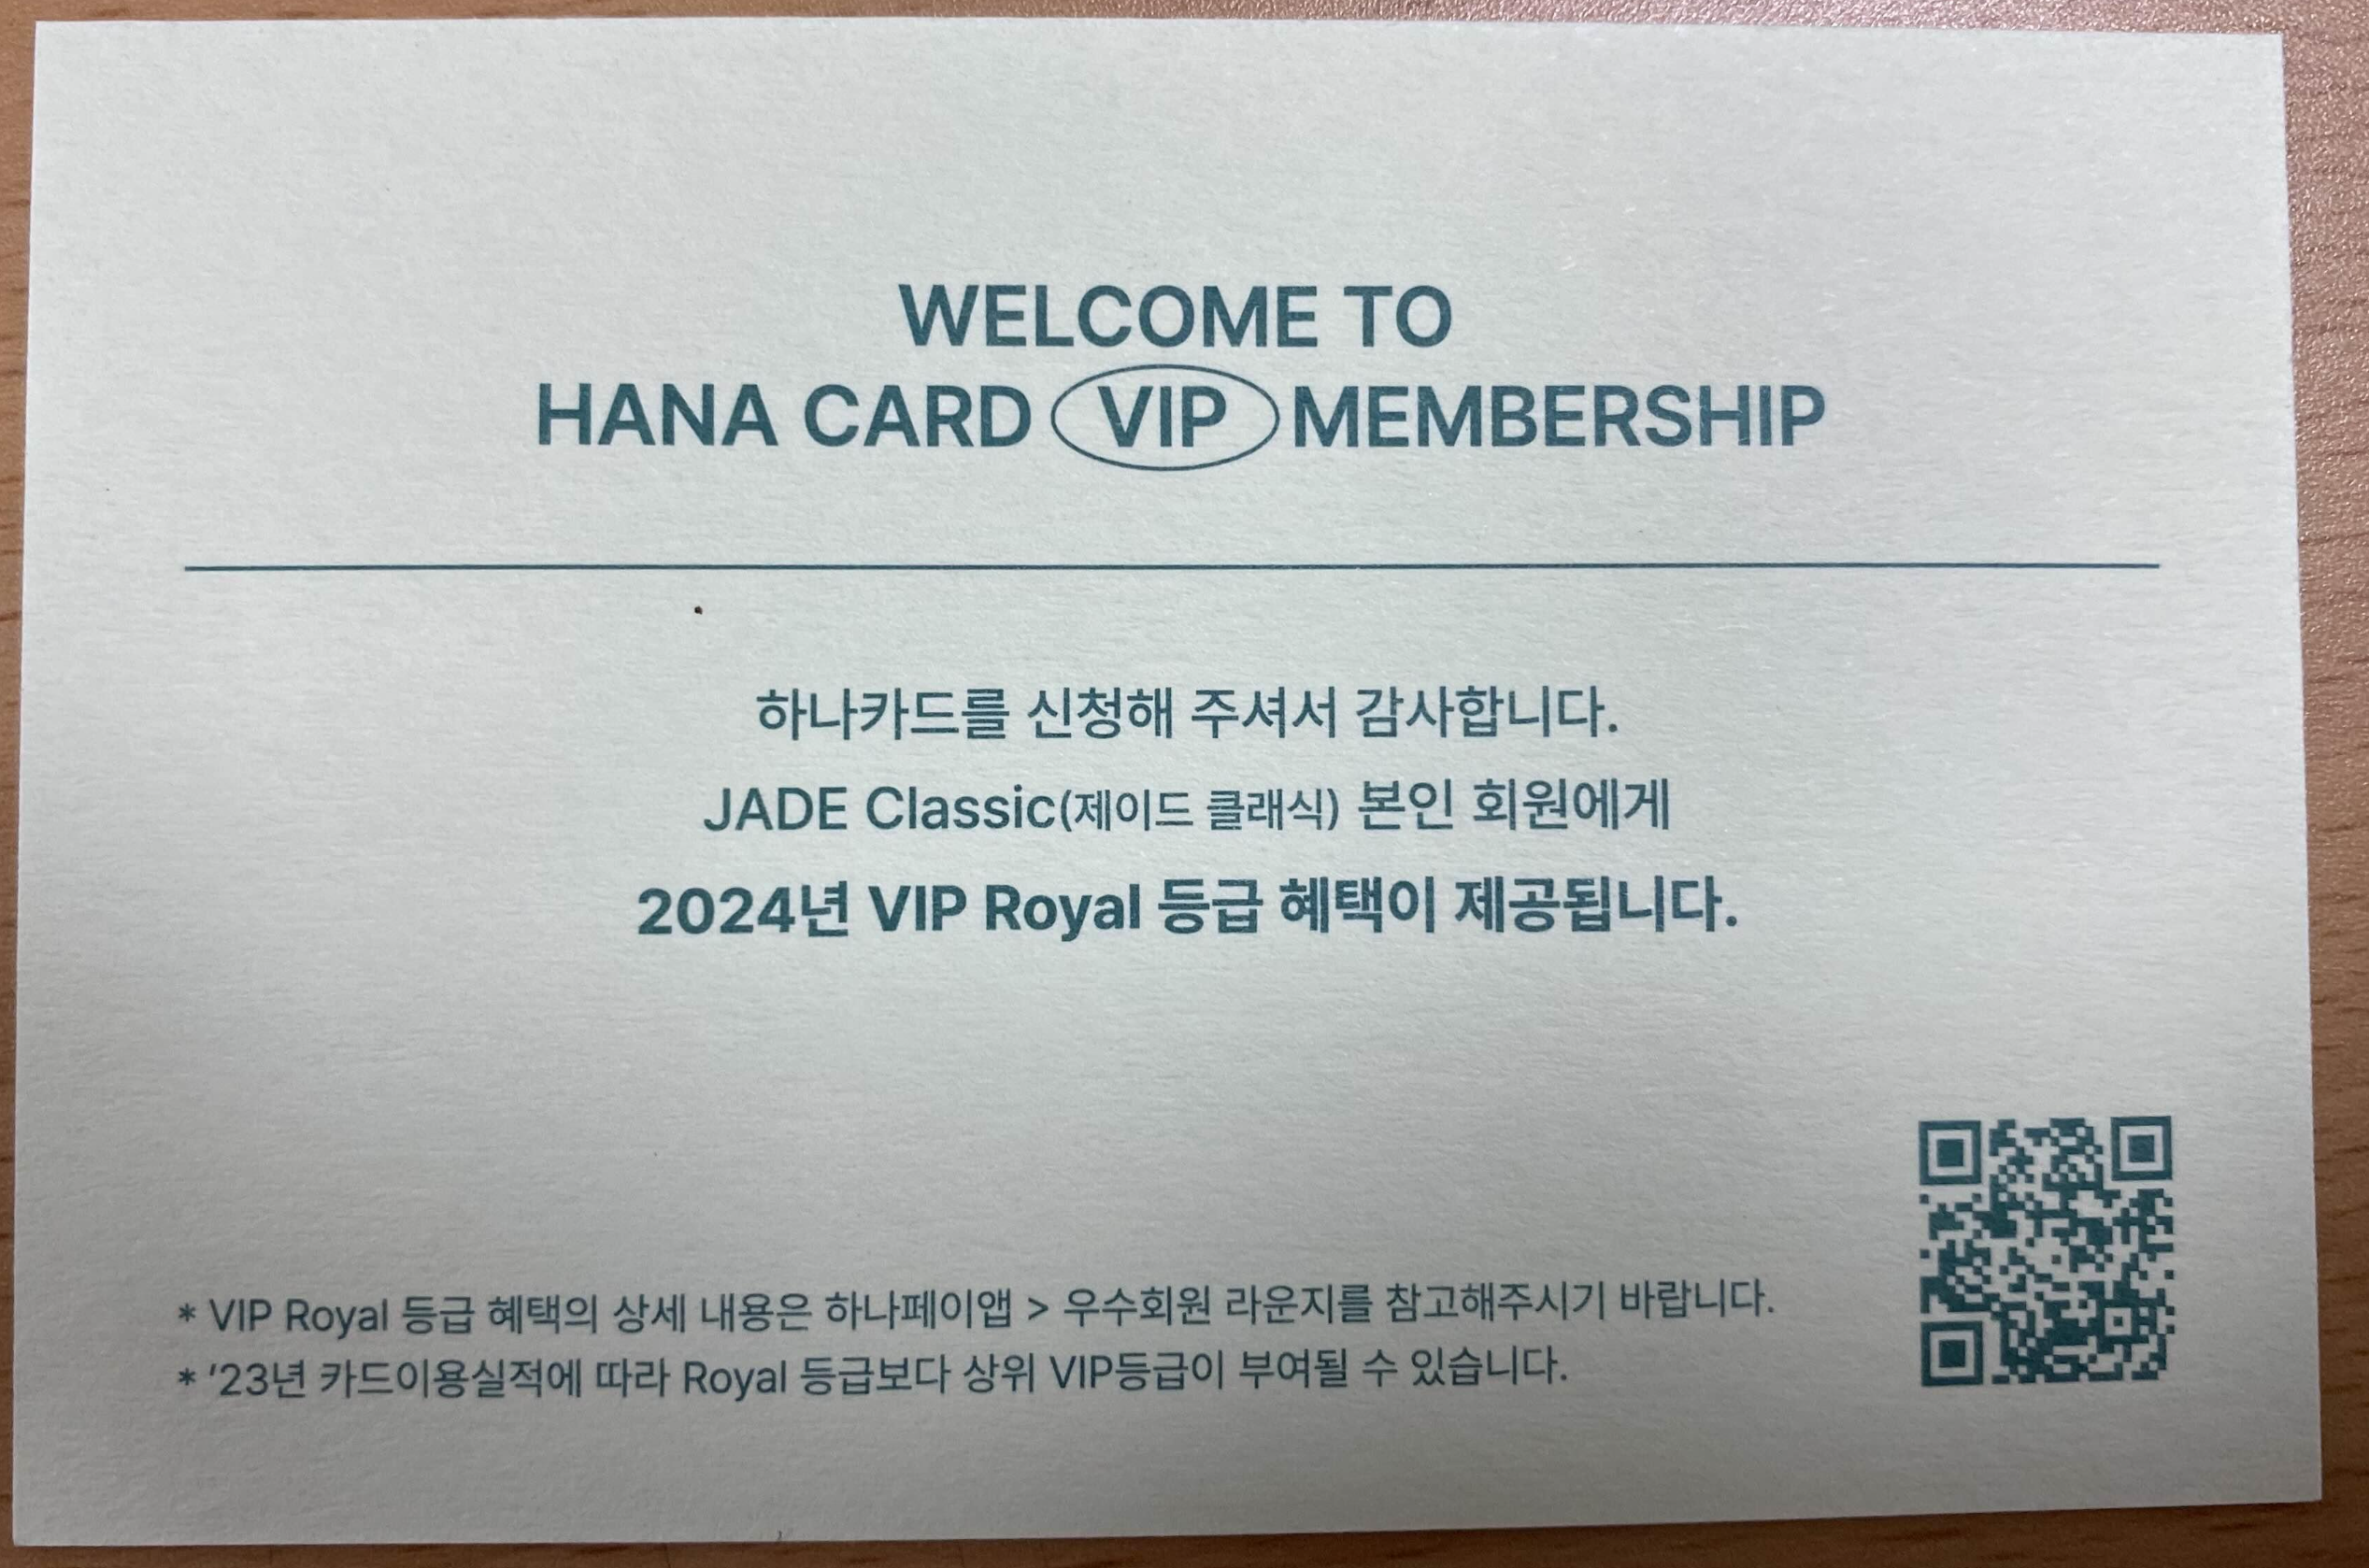 WELCOME TO
HANA CARD VIP MEMBERSHIP
하나카드를 신청해 주셔서 감사합니다.
JADE Classic(제이드 클래식) 본인 회원에게
2024년 VIP Royal 등급 혜택이 제공됩니다.
* VIP Royal 등급 혜택의 상세 내용은 하나페이앱 > 우수회원 라운지를 참고해주시기 바랍니다.
* '23년 카드이용실적에 따라 Royal 등급보다 상위 VIP등급이 부여될 수 있습니다.